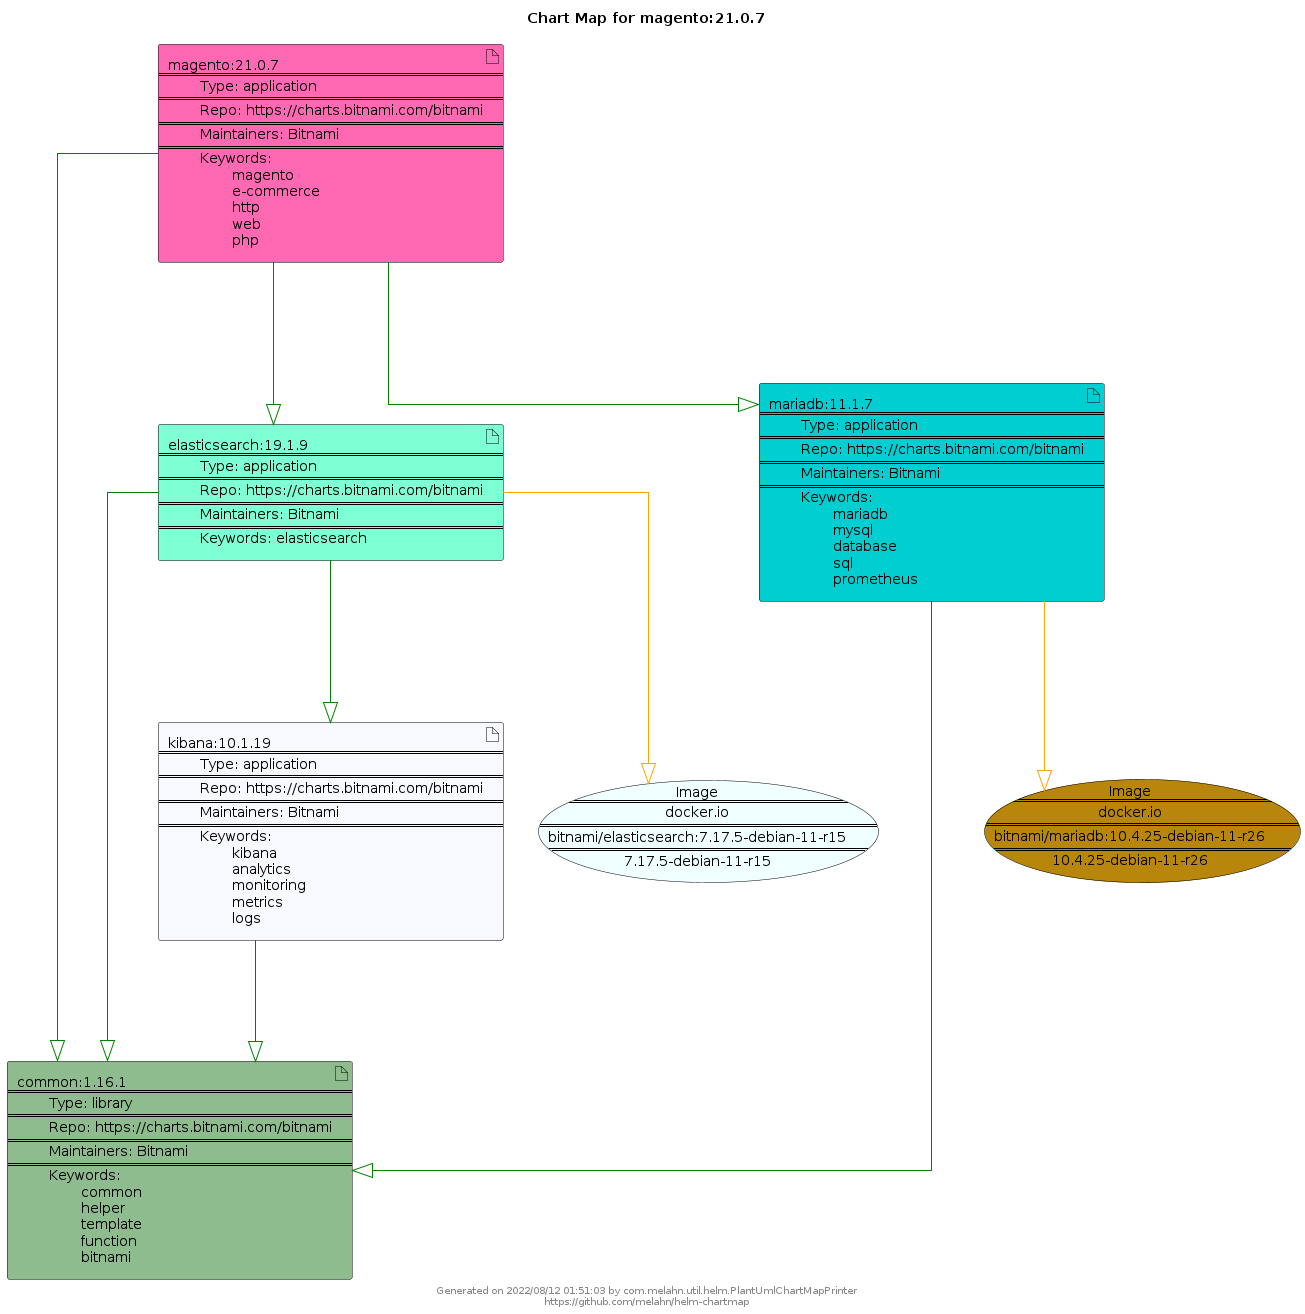 Chart Map for magento:21.0.7
magento:21.0.7
Type: application
Repo: https://charts.bitnami.com/bitnami
Maintainers: Bitnami
Keywords:
magento
e-commerce
http
web
php
mariadb:11.1.7
Type: application
Repo: https://charts.bitnami.com/bitnami
Maintainers: Bitnami
Keywords:
mariadb
mysql
database
sql
prometheus
elasticsearch:19.1.9
Type: application
Repo: https://charts.bitnami.com/bitnami
Maintainers: Bitnami
Keywords: elasticsearch
kibana:10.1.19
Type: application
Repo: https://charts.bitnami.com/bitnami
Maintainers: Bitnami
Keywords:
kibana
analytics
monitoring
metrics
logs
Image
docker.io
bitnami/elasticsearch:7.17.5-debian-11-r15
7.17.5-debian-11-r15
Image
docker.io
bitnami/mariadb:10.4.25-debian-11-r26
10.4.25-debian-11-r26
common:1.16.1
Type: library
Repo: https://charts.bitnami.com/bitnami
Maintainers: Bitnami
Keywords:
common
helper
template
function
bitnami
Generated on 2022/08/12 01:51:03 by com.melahn.util.helm.PlantUmlChartMapPrinter
https://github.com/melahn/helm-chartmap